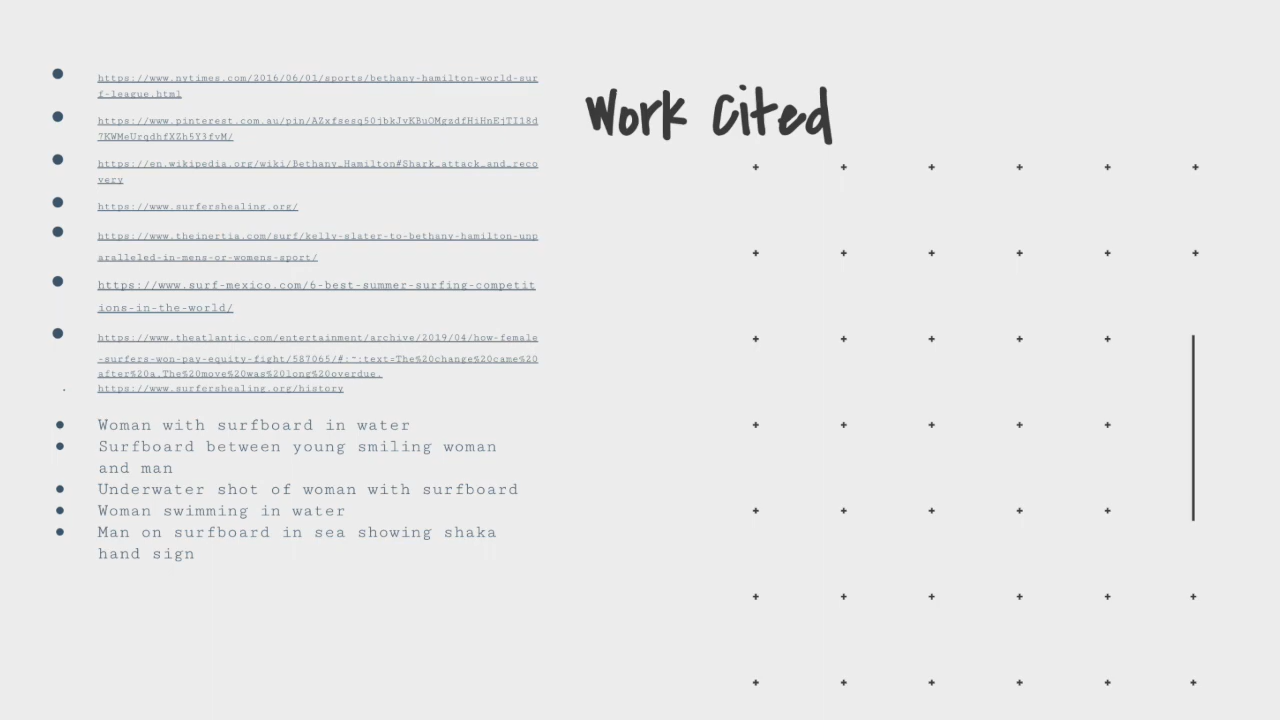 https://www.nytimes.com/2016/06/01/sports/bethany-hamilton-world-sur
f-league.html
https://www.pinterest.com.au/pin/AZxfsesq50jbkJvKBuOMgzdfHiHnEjTI18d
7KWMeUrqdhfXZh5Y3fvM/
https://en.wikipedia.org/wiki/Bethany_Hamilton#Shark_attack_and_reco
very
https://www.surfershealing.org/
https://www.theinertia.com/surf/kelly-slater-to-bethany-hamilton-unp
aralleled-in-mens-or-womens-sport/
https://www.surf-mexico.com/6-best-summer-surfing-competit
ions-in-the-world/
https://www.theatlantic.com/entertainment/archive/2019/04/how-female
-surfers-won-pay-equity-fight/587065/#:~:text=The%20change%20came%20
after%20a,The%20move%20was%20long%20overdue.
https://www.surfershealing.org/history
Woman with surfboard in water
Surfboard between young smiling woman
and man
Underwater shot of woman with surfboard
Woman swimming in water
Man on surfboard in sea showing shaka
hand sign
Work Cited